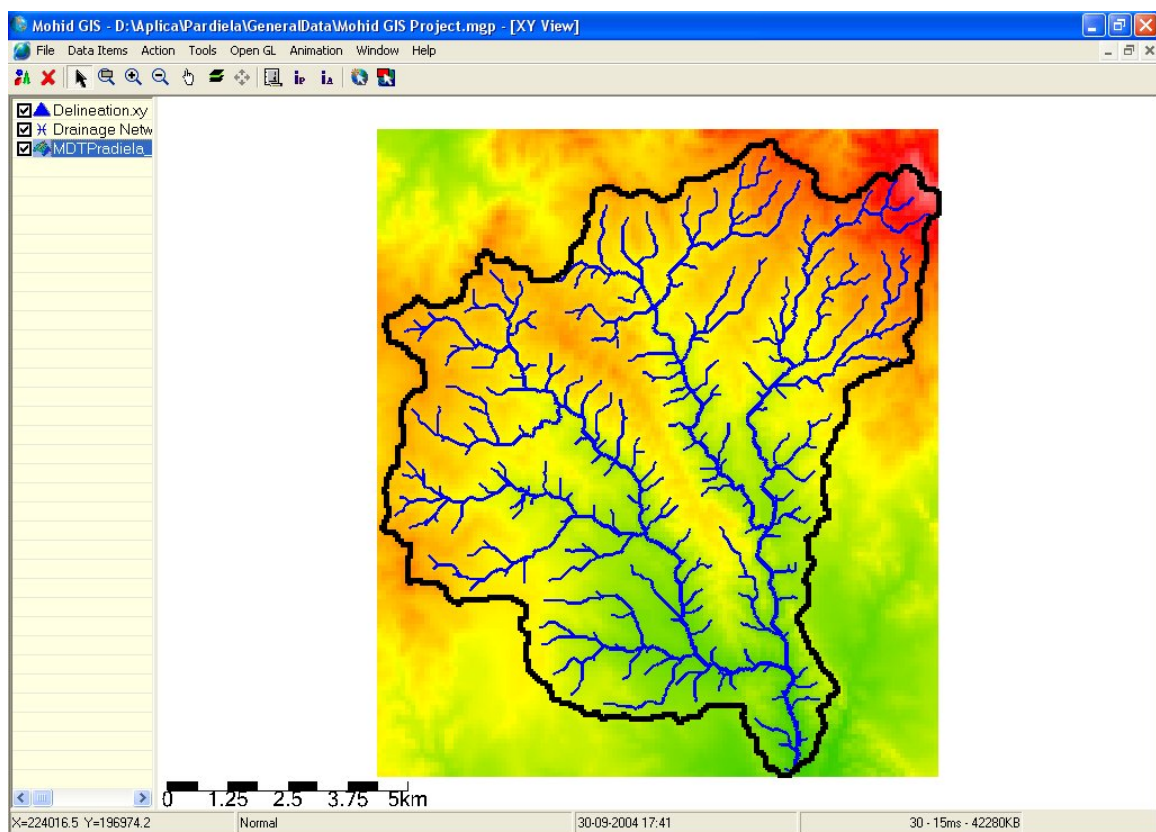 Mohid GIS - D:\Aplica\Pardiela\GeneralData\Mohid GIS Project.mgp - [XY View]
File Data Items Action Tools Open GL Animation Window Help
Delineation.xy
Drainage Netw
MDTPradiela_
0 1.25 2.5 3.75 5km
X=224016.5 Y=196974.2 Normal 30-09-2004 17:41 30 - 15ms - 42280KB